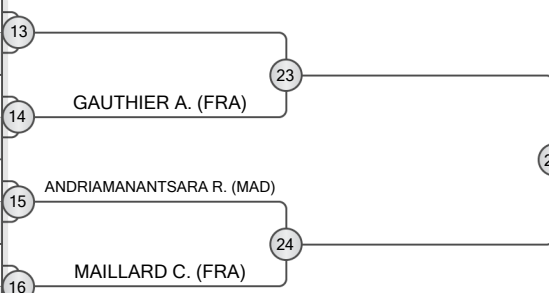 13
23
GAUTHIER A. (FRA)
14
ANDRIAMANANTSARA R. (MAD)
15
24
MAILLARD C. (FRA)
16